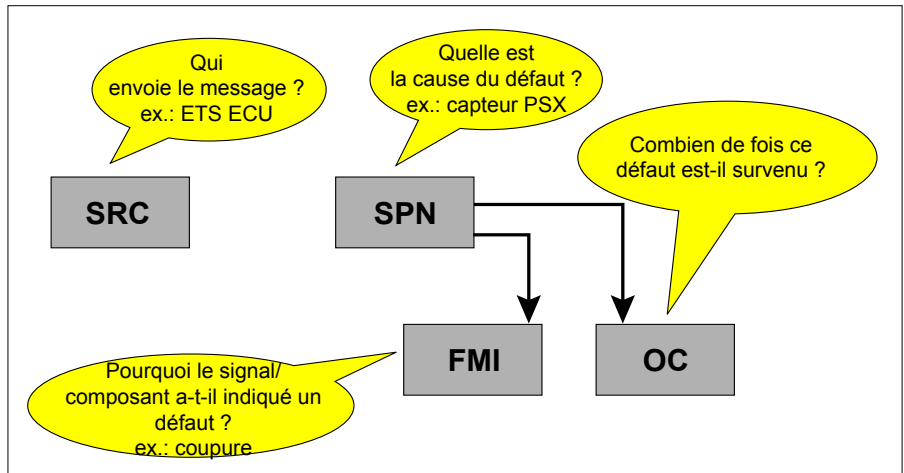 Qui
envoie le message ?
ex.: ETS ECU
Quelle est
la cause du défaut ?
ex.: capteur PSX
Combien de fois ce
défaut est-il survenu ?
SRC
SPN
FMI
OC
Pourquoi le signal/
composant a-t-il indiqué un
défaut ?
ex.: coupure